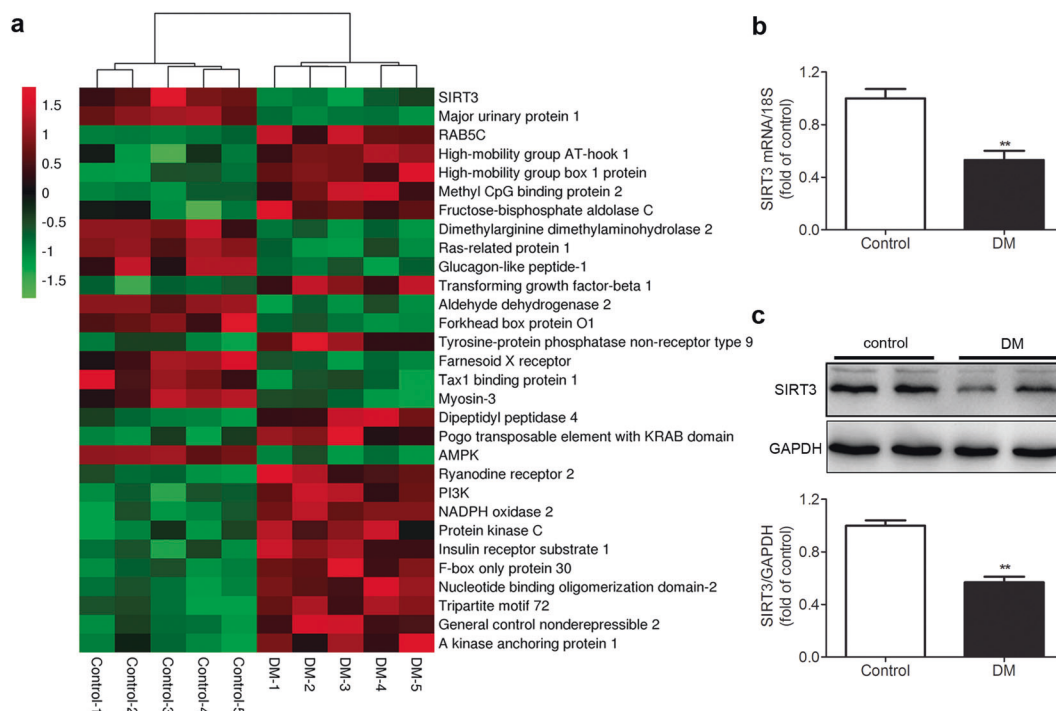 a
1.5
1
0.5
0
-0.5
-1
-1.5
SIRT3
Major urinary protein 1
RAB5C
High-mobility group AT-hook 1
High-mobility group box 1 protein
Methyl CpG binding protein 2
Fructose-bisphosphate aldolase C
Dimethylarginine dimethylaminohydrolase 2
Ras-related protein 1
Glucagon-like peptide-1
Transforming growth factor-beta 1
Aldehyde dehydrogenase 2
Forkhead box protein O1
Tyrosine-protein phosphatase non-receptor type 9
Farnesoid X receptor
Tax1 binding protein 1
Myosin-3
Dipeptidyl peptidase 4
Pogo transposable element with KRAB domain
AMPK
Ryanodine receptor 2
PI3K
NADPH oxidase 2
Protein kinase C
Insulin receptor substrate 1
F-box only protein 30
Nucleotide binding oligomerization domain-2
Tripartite motif 72
General control nonderepressible 2
A kinase anchoring protein 1
Control-1
Control-2
Control-3
Control-4
Control-5
DM-1
DM-2
DM-3
DM-4
DM-5
b
SIRT3 mRNA/18S
(fold of control)
1.2
0.8
0.4
0.0
**
Control
DM
c
control
DM
SIRT3
GAPDH
SIRT3/GAPDH
(fold of control)
1.2
0.8
0.4
0.0
**
Control
DM